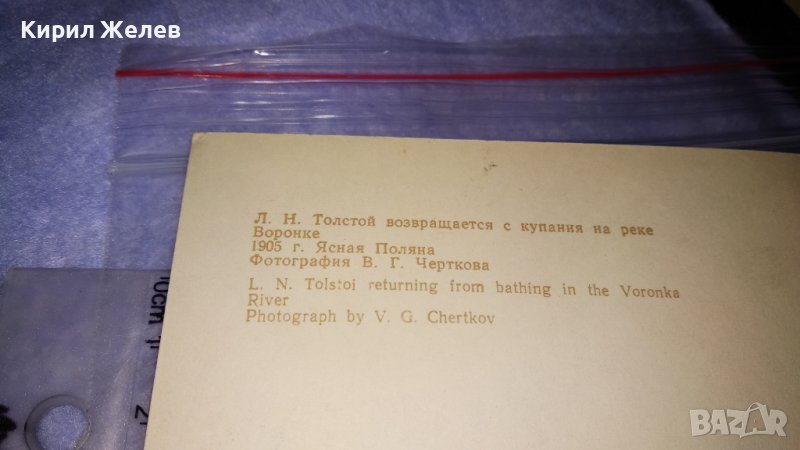 Кирил Желев
Л. Н. Толстой возвращается с купания на реке
Воронке
1905 г. Ясная Поляна
Фотография В. Г. Черткова
L. N. Tolstoi returning from bathing in the Voronka
River
Photograph by V. G. Chertkov
BAZAR